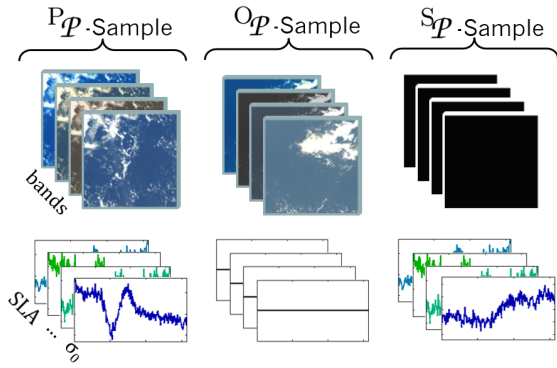 P𝒫-Sample
O𝒫-Sample
S𝒫-Sample
bands
SLA ... σ₀